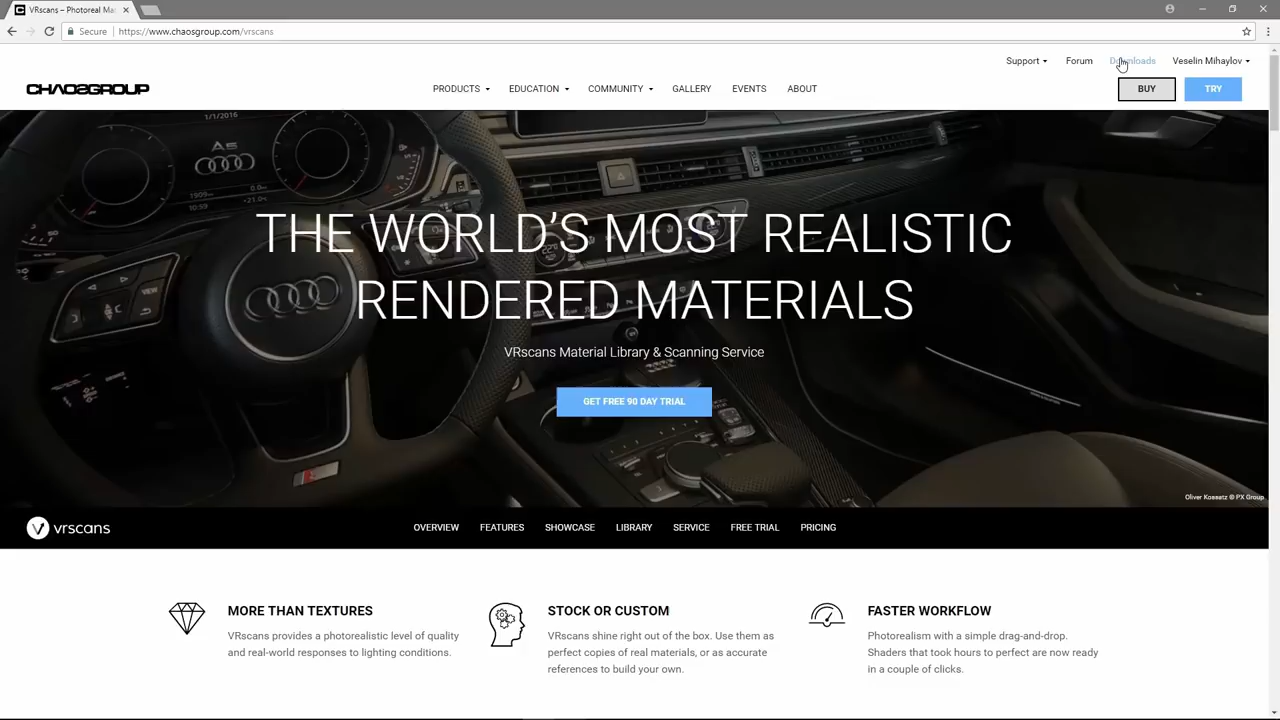 VRscans – Photoreal Ma
Secure https://www.chaosgroup.com/vrscans
Support Forum Downloads Veselin Mihaylov
CHAOSGROUP
PRODUCTS EDUCATION COMMUNITY GALLERY EVENTS ABOUT
BUY TRY
1/1/2016
A5
THE WORLD'S MOST REALISTIC
RENDERED MATERIALS
VRscans Material Library & Scanning Service
GET FREE 90 DAY TRIAL
VIEW
Oliver Kossatz © PX Group
vrscans
OVERVIEW FEATURES SHOWCASE LIBRARY SERVICE FREE TRIAL PRICING
MORE THAN TEXTURES
VRscans provides a photorealistic level of quality
and real-world responses to lighting conditions.
STOCK OR CUSTOM
VRscans shine right out of the box. Use them as
perfect copies of real materials, or as accurate
references to build your own.
FASTER WORKFLOW
Photorealism with a simple drag-and-drop.
Shaders that took hours to perfect are now ready
in a couple of clicks.